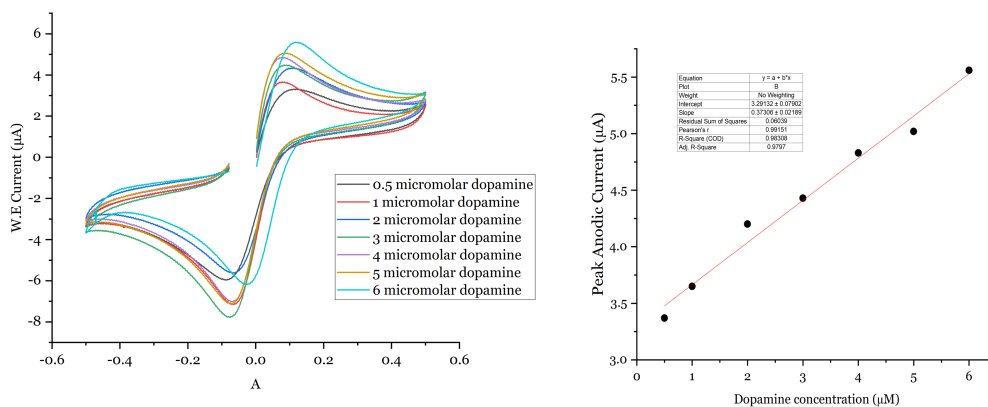 W.E Current (µA)
6
4
2
0
-2
-4
-6
-8
-0.6
-0.4
-0.2
0.0
0.2
0.4
0.6
A
0.5 micromolar dopamine
1 micromolar dopamine
2 micromolar dopamine
3 micromolar dopamine
4 micromolar dopamine
5 micromolar dopamine
6 micromolar dopamine
Peak Anodic Current (µA)
5.5
5.0
4.5
4.0
3.5
3.0
0
1
2
3
4
5
6
Dopamine concentration (µM)
Equation y = a + b*x
Plot B
Weight No Weighting
Intercept 3.29132 ± 0.07902
Slope 0.37306 ± 0.02189
Residual Sum of Squares 0.06039
Pearson's r 0.99151
R-Square (COD) 0.98308
Adj. R-Square 0.9797